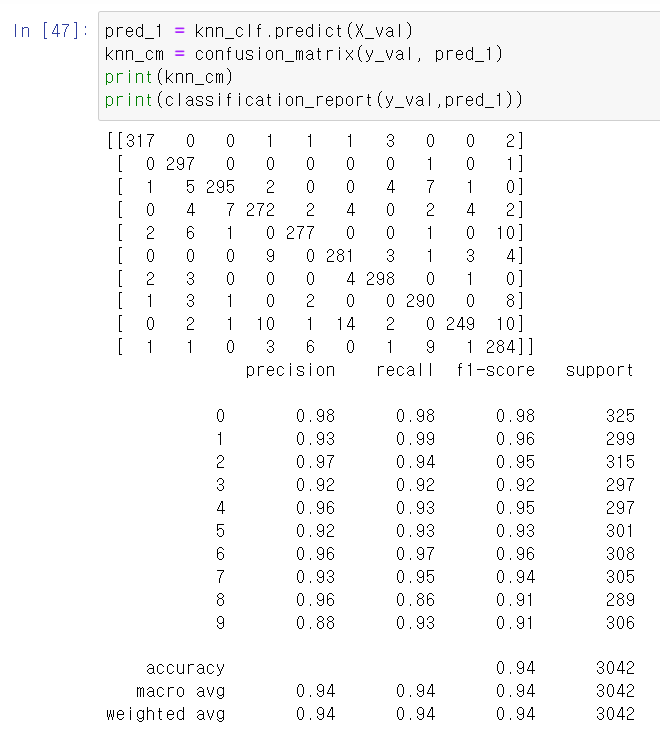 In [47]: pred_1 = knn_clf.predict(X_val)
knn_cm = confusion_matrix(y_val, pred_1)
print(knn_cm)
print(classification_report(y_val,pred_1))
[[317   0   0   1   1   1   3   0   0   2]
 [  0 297   0   0   0   0   0   1   0   1]
 [  1   5 295   2   0   0   4   7   1   0]
 [  0   4   7 272   2   4   0   2   4   2]
 [  2   6   1   0 277   0   0   1   0  10]
 [  0   0   0   9   0 281   3   1   3   4]
 [  2   3   0   0   0   4 298   0   1   0]
 [  1   3   1   0   2   0   0 290   0   8]
 [  0   2   1  10   1  14   2   0 249  10]
 [  1   1   0   3   6   0   1   9   1 284]]
              precision    recall  f1-score   support

           0       0.98      0.98      0.98       325
           1       0.93      0.99      0.96       299
           2       0.97      0.94      0.95       315
           3       0.92      0.92      0.92       297
           4       0.96      0.93      0.95       297
           5       0.92      0.93      0.93       301
           6       0.96      0.97      0.96       308
           7       0.93      0.95      0.94       305
           8       0.96      0.86      0.91       289
           9       0.88      0.93      0.91       306

    accuracy                           0.94      3042
   macro avg       0.94      0.94      0.94      3042
weighted avg       0.94      0.94      0.94      3042